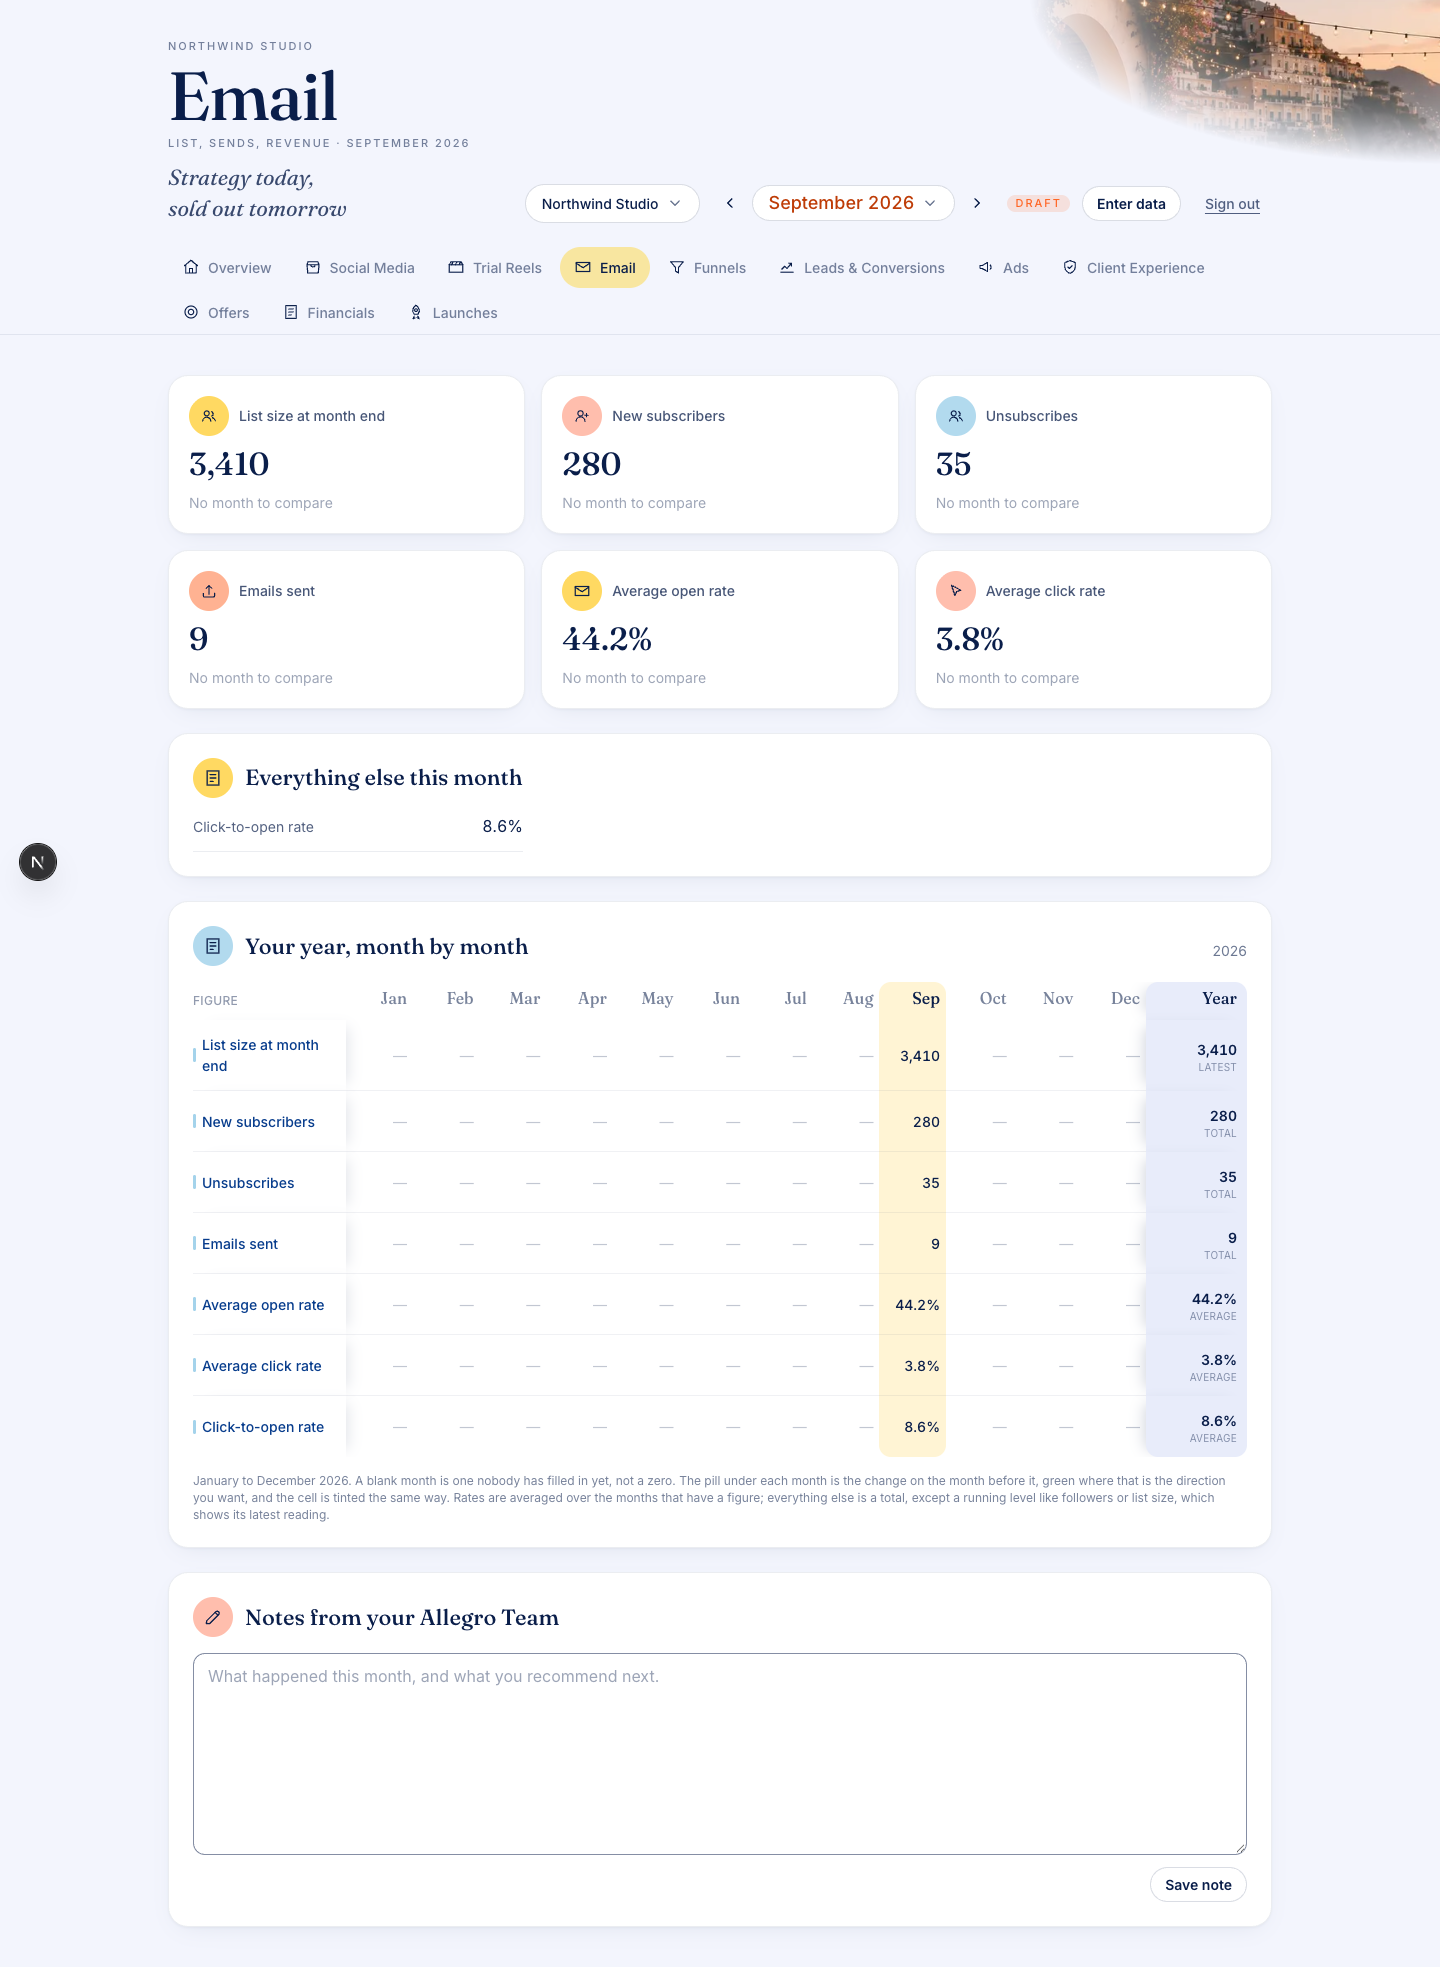 NORTHWIND STUDIO
Email
LIST, SENDS, REVENUE · SEPTEMBER 2026
Strategy today,
sold out tomorrow
Northwind Studio
September 2026
DRAFT
Enter data
Sign out
Overview
Social Media
Trial Reels
Email
Funnels
Leads & Conversions
Ads
Client Experience
Offers
Financials
Launches
List size at month end
3,410
No month to compare
New subscribers
280
No month to compare
Unsubscribes
35
No month to compare
Emails sent
9
No month to compare
Average open rate
44.2%
No month to compare
Average click rate
3.8%
No month to compare
Everything else this month
Click-to-open rate 8.6%
N
Your year, month by month
2026
FIGURE Jan Feb Mar Apr May Jun Jul Aug Sep Oct Nov Dec Year
List size at month
end
— — — — — — — — 3,410 — — — 3,410
LATEST
New subscribers — — — — — — — — 280 — — — 280
TOTAL
Unsubscribes — — — — — — — — 35 — — — 35
TOTAL
Emails sent — — — — — — — — 9 — — — 9
TOTAL
Average open rate — — — — — — — — 44.2% — — — 44.2%
AVERAGE
Average click rate — — — — — — — — 3.8% — — — 3.8%
AVERAGE
Click-to-open rate — — — — — — — — 8.6% — — — 8.6%
AVERAGE
January to December 2026. A blank month is one nobody has filled in yet, not a zero. The pill under each month is the change on the month before it, green where that is the direction
you want, and the cell is tinted the same way. Rates are averaged over the months that have a figure; everything else is a total, except a running level like followers or list size, which
shows its latest reading.
Notes from your Allegro Team
What happened this month, and what you recommend next.
Save note